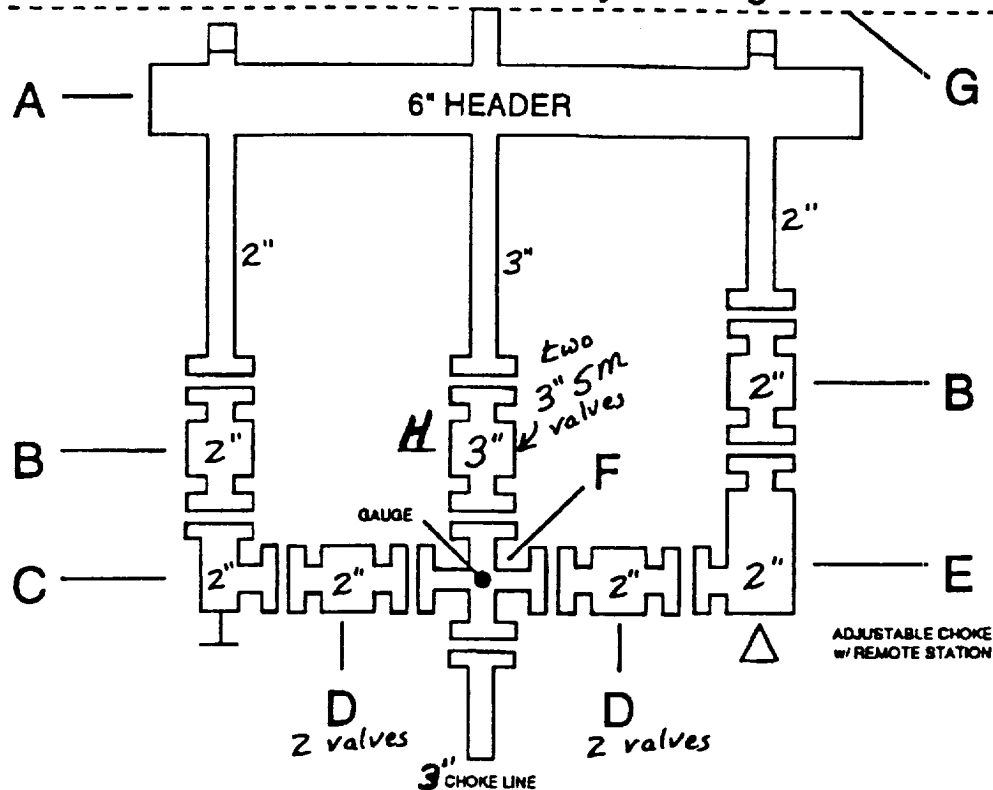 G
A
6" HEADER
2"
3"
2"
two
3" 5M
valves
B
2"
H
3"
F
2"
B
GAUGE
C
2"
2"
2"
2"
E
ADJUSTABLE CHOKE
w/ REMOTE STATION
D
2 valves
D
2 valves
3" CHOKE LINE